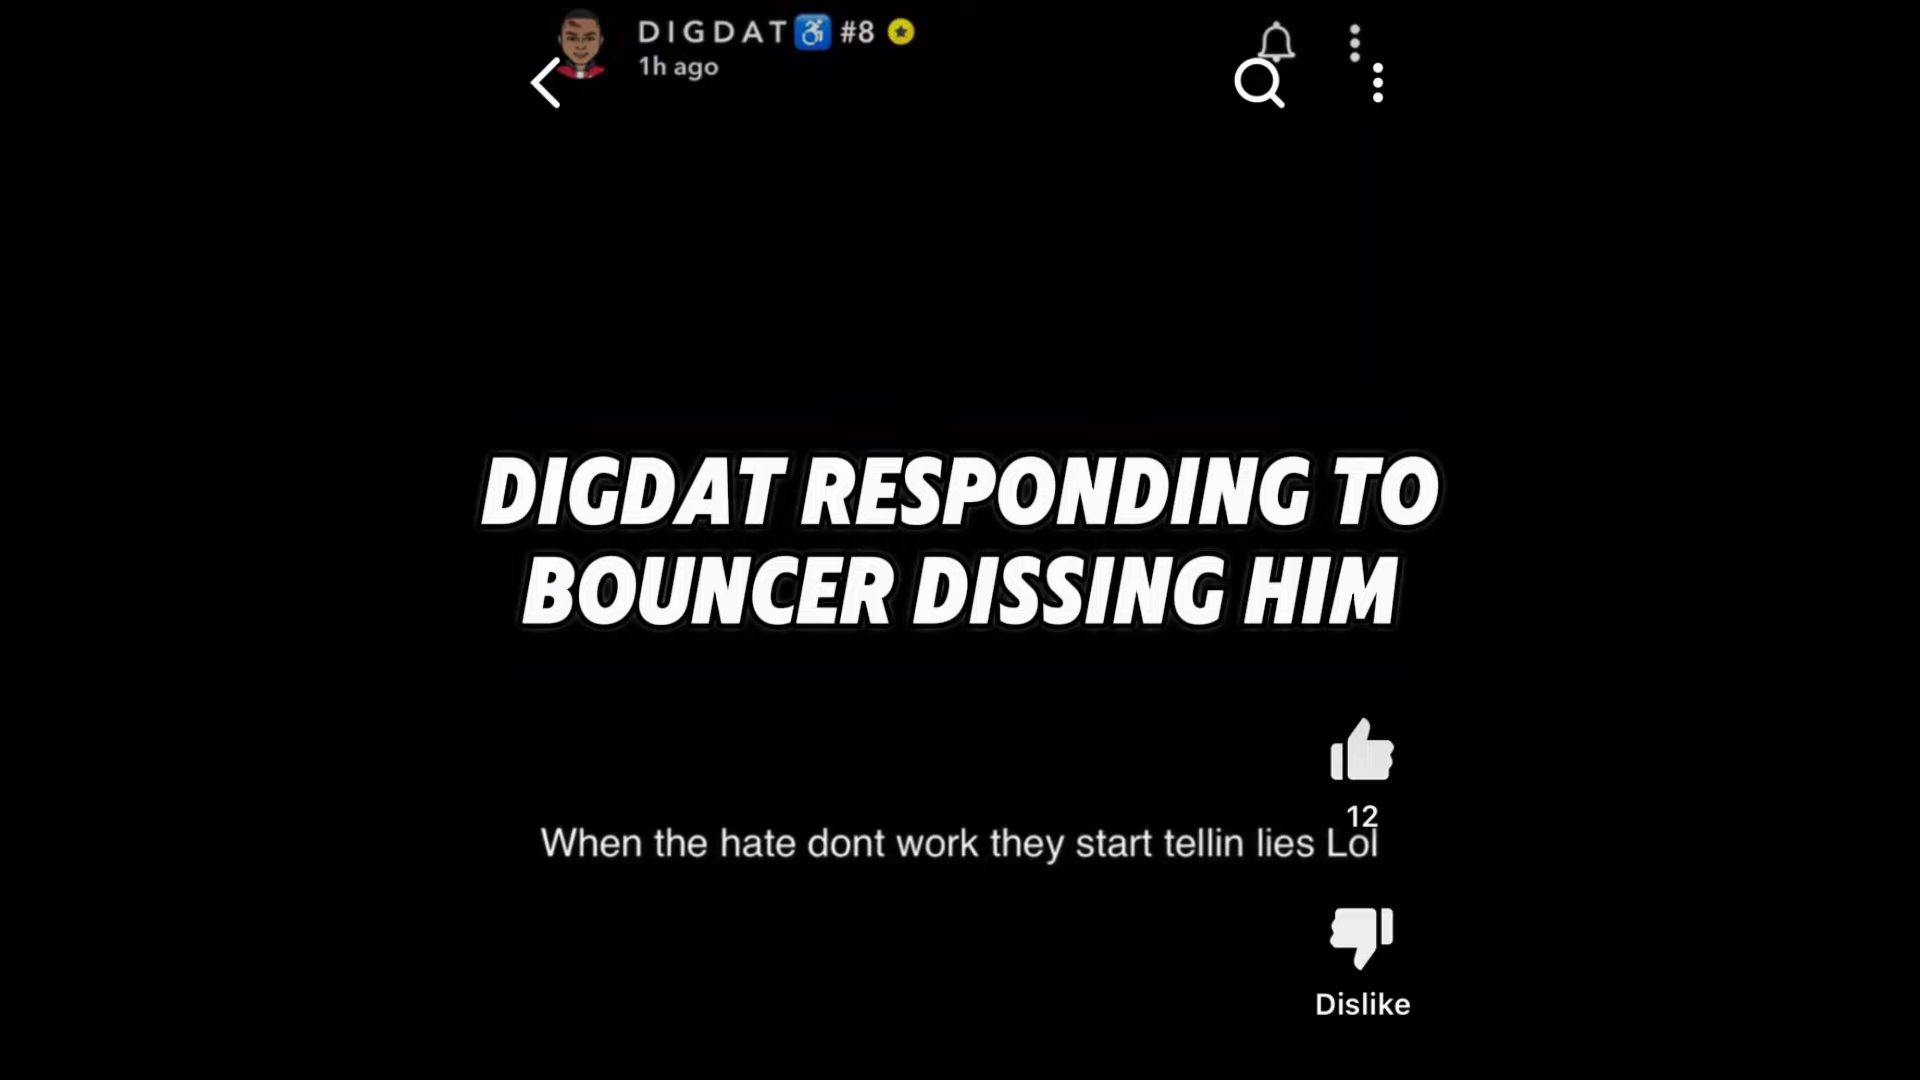 D I G D A T♿ #8
1h ago
DIGDAT RESPONDING TO
BOUNCER DISSING HIM
12
When the hate dont work they start tellin lies Lol
Dislike